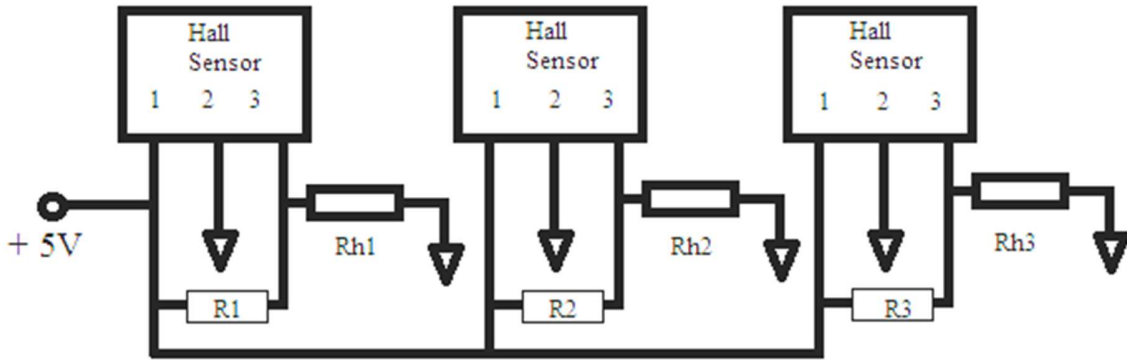 Hall
Sensor
1 2 3
Hall
Sensor
1 2 3
Hall
Sensor
1 2 3
+ 5V
Rh1
Rh2
Rh3
R1
R2
R3